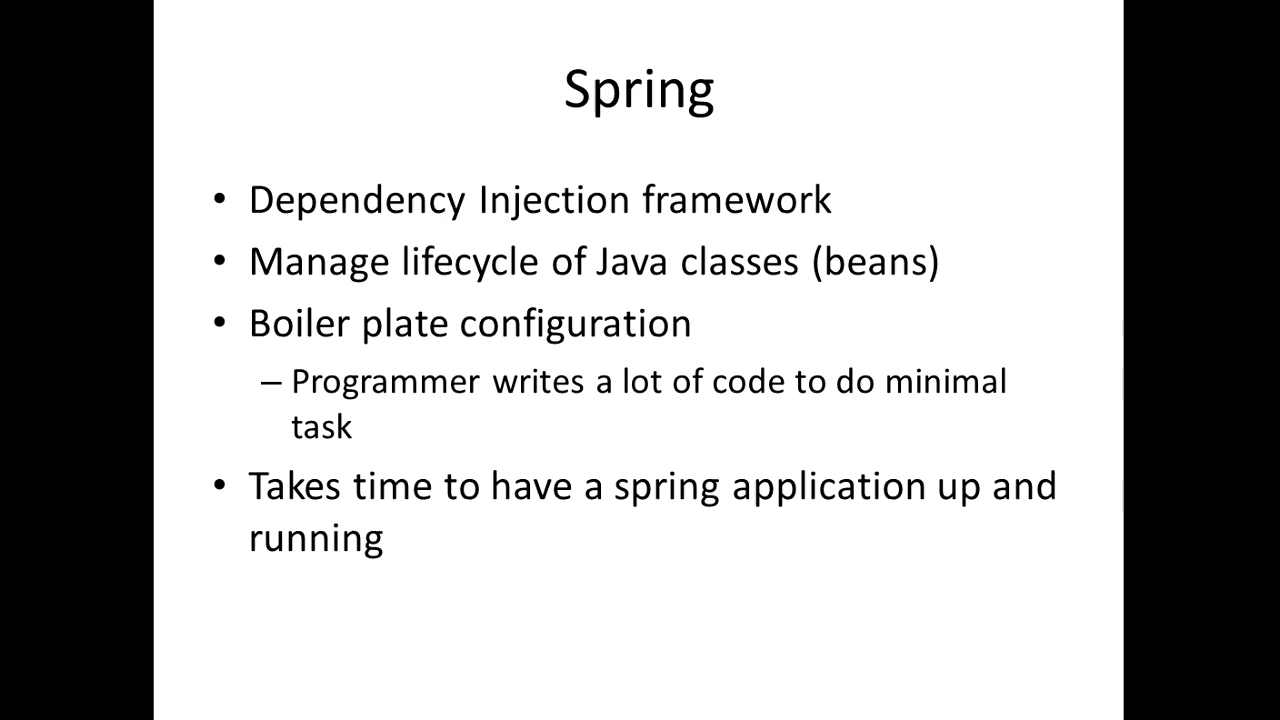 Spring
• Dependency Injection framework
• Manage lifecycle of Java classes (beans)
• Boiler plate configuration
– Programmer writes a lot of code to do minimal
task
• Takes time to have a spring application up and
running